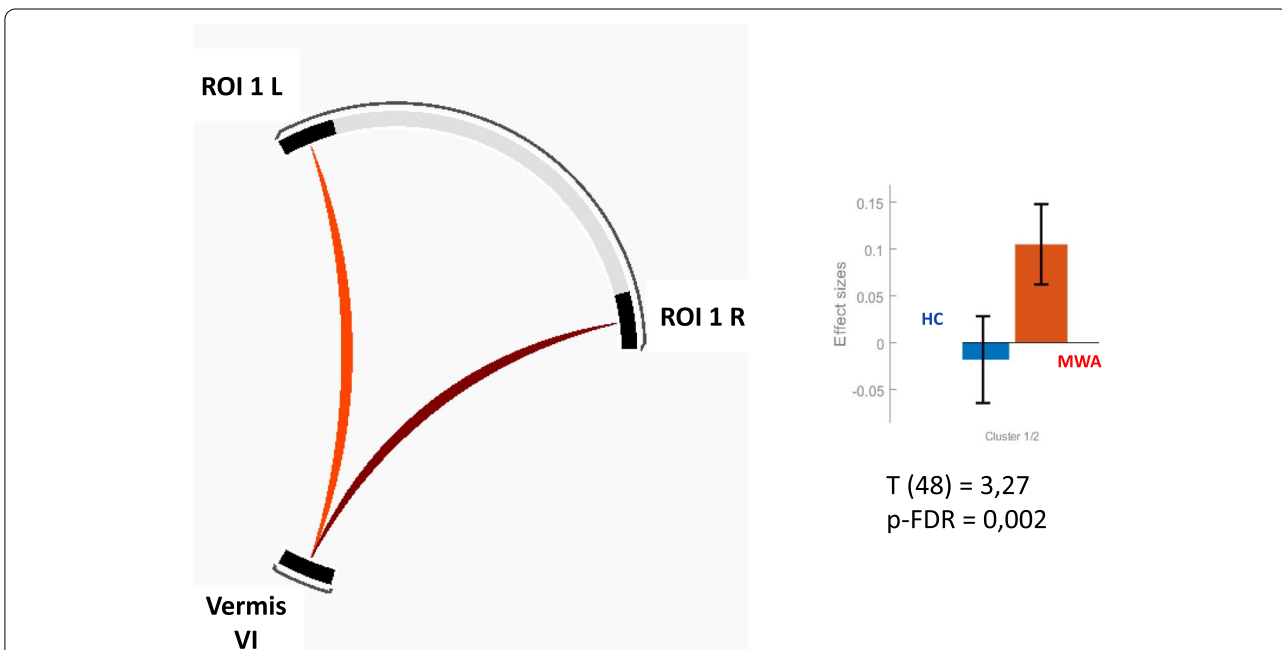 ROI 1 L
ROI 1 R
Vermis
VI
0.15
0.1
0.05
0
-0.05
Effect sizes
HC
MWA
Cluster 1/2
T (48) = 3,27
p-FDR = 0,002